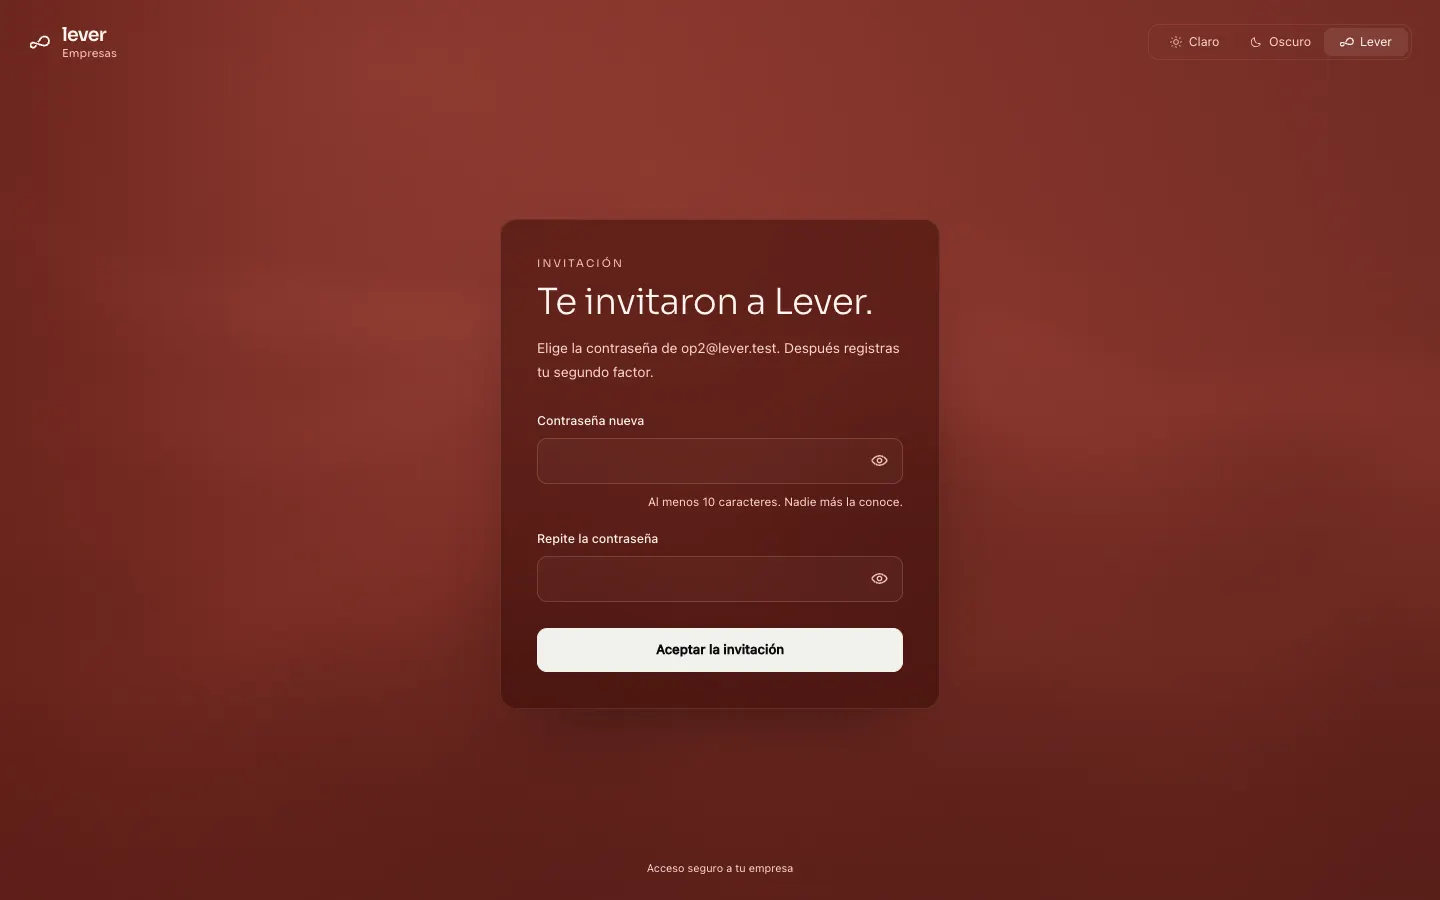 lever
Empresas
Claro
Oscuro
Lever
INVITACIÓN
Te invitaron a Lever.
Elige la contraseña de op2@lever.test. Después registras
tu segundo factor.
Contraseña nueva
Al menos 10 caracteres. Nadie más la conoce.
Repite la contraseña
Aceptar la invitación
Acceso seguro a tu empresa